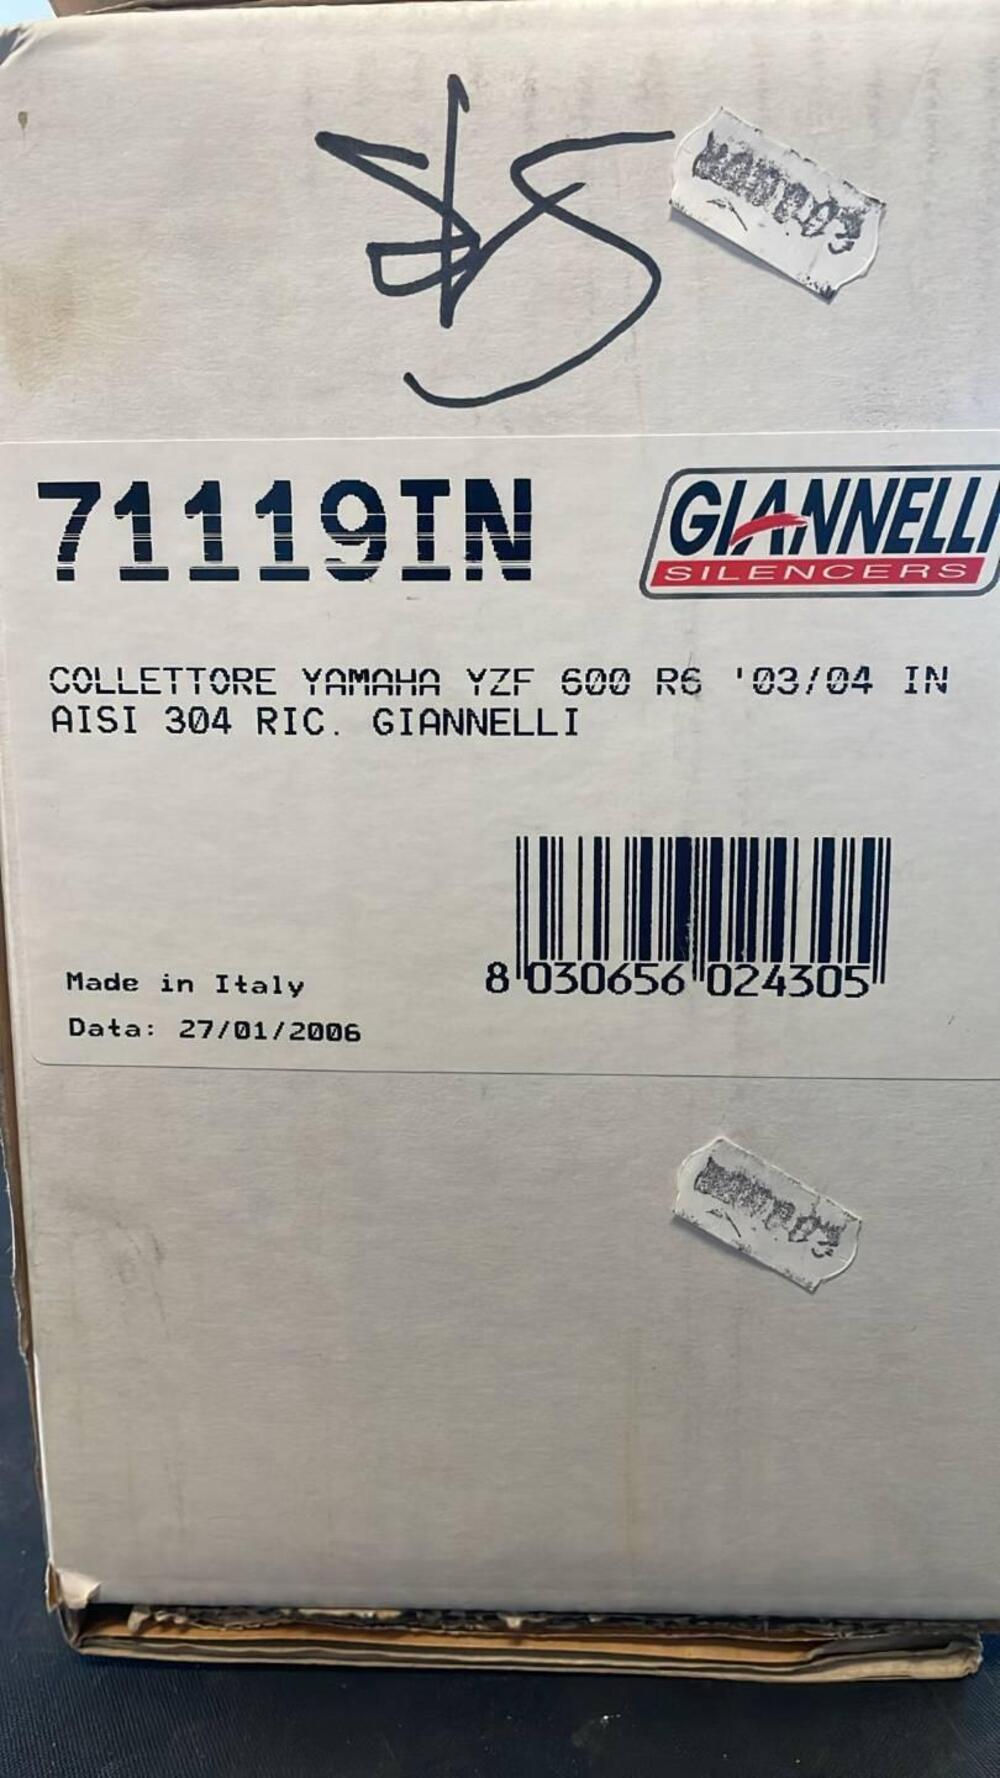 71119IN
GIANNELLI
SILENCERS
COLLETTORE YAMAHA YZF 600 R6 '03/04 IN
AISI 304 RIC. GIANNELLI
8 030656 024305
Made in Italy
Data: 27/01/2006